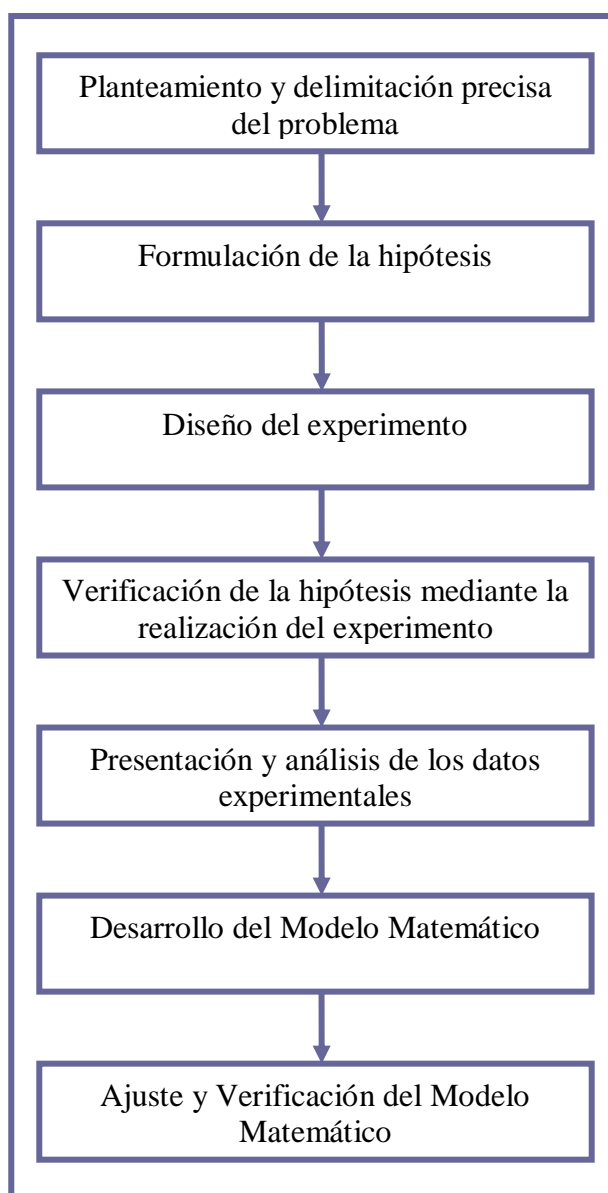 Planteamiento y delimitación precisa
del problema
Formulación de la hipótesis
Diseño del experimento
Verificación de la hipótesis mediante la
realización del experimento
Presentación y análisis de los datos
experimentales
Desarrollo del Modelo Matemático
Ajuste y Verificación del Modelo
Matemático